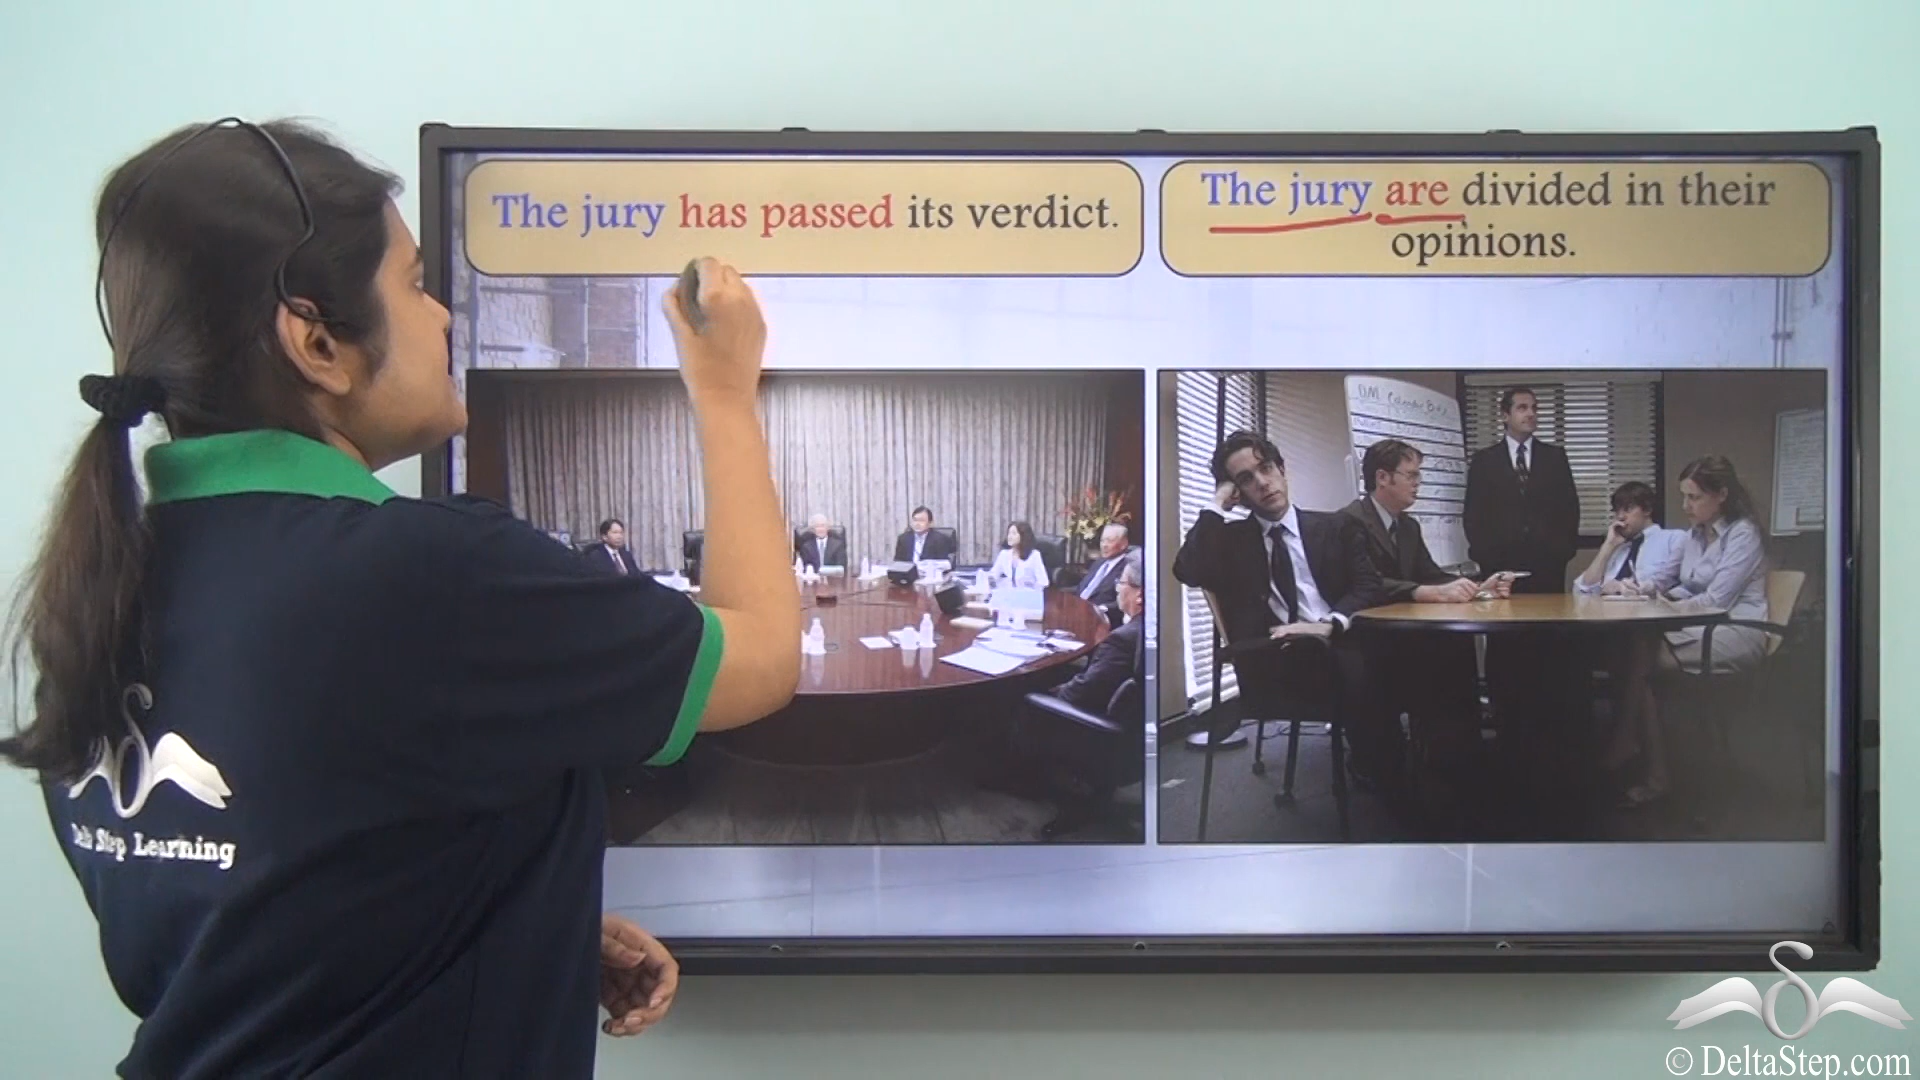 The jury has passed its verdict.
The jury are divided in their
opinions.
Delta Step Learning
© DeltaStep.com